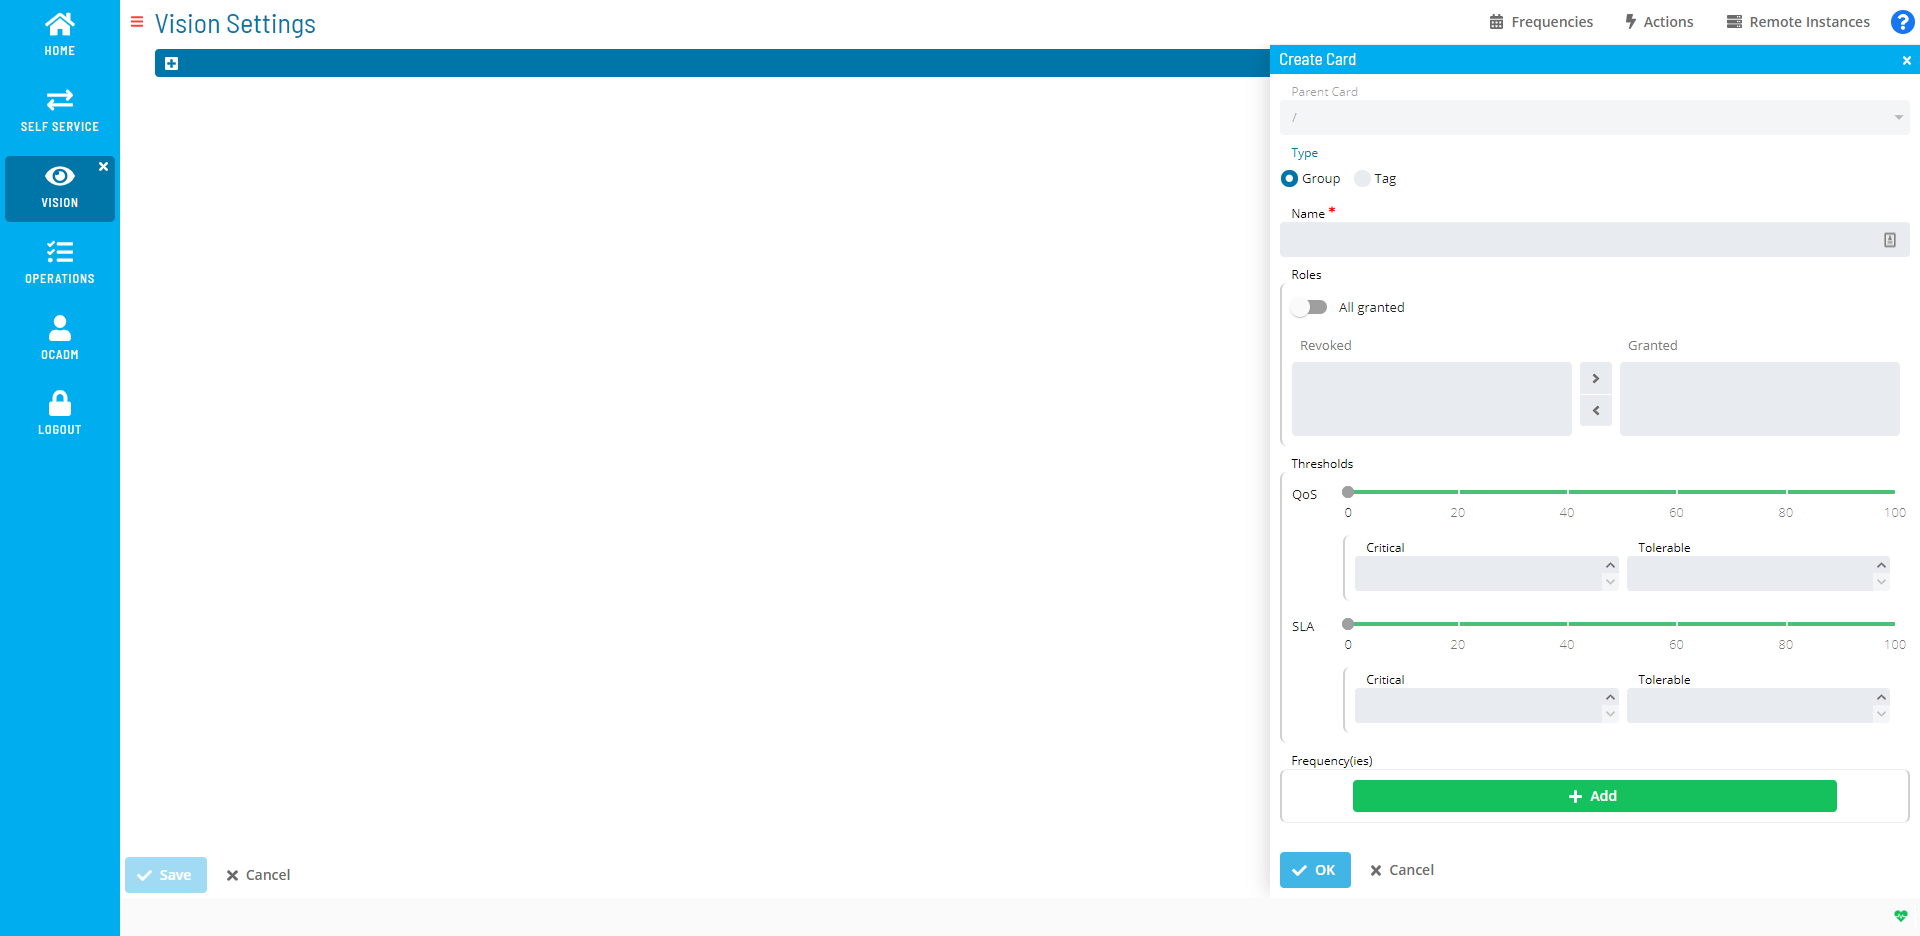 HOME
SELF SERVICE
VISION
OPERATIONS
OCADM
LOGOUT
Vision Settings
Frequencies
Actions
Remote Instances
?
Create Card
Parent Card
/
Type
Group
Tag
Name *
Roles
All granted
Revoked
Granted
Thresholds
QoS
0 20 40 60 80 100
Critical
Tolerable
SLA
0 20 40 60 80 100
Critical
Tolerable
Frequency(ies)
Add
OK
Cancel
Save
Cancel